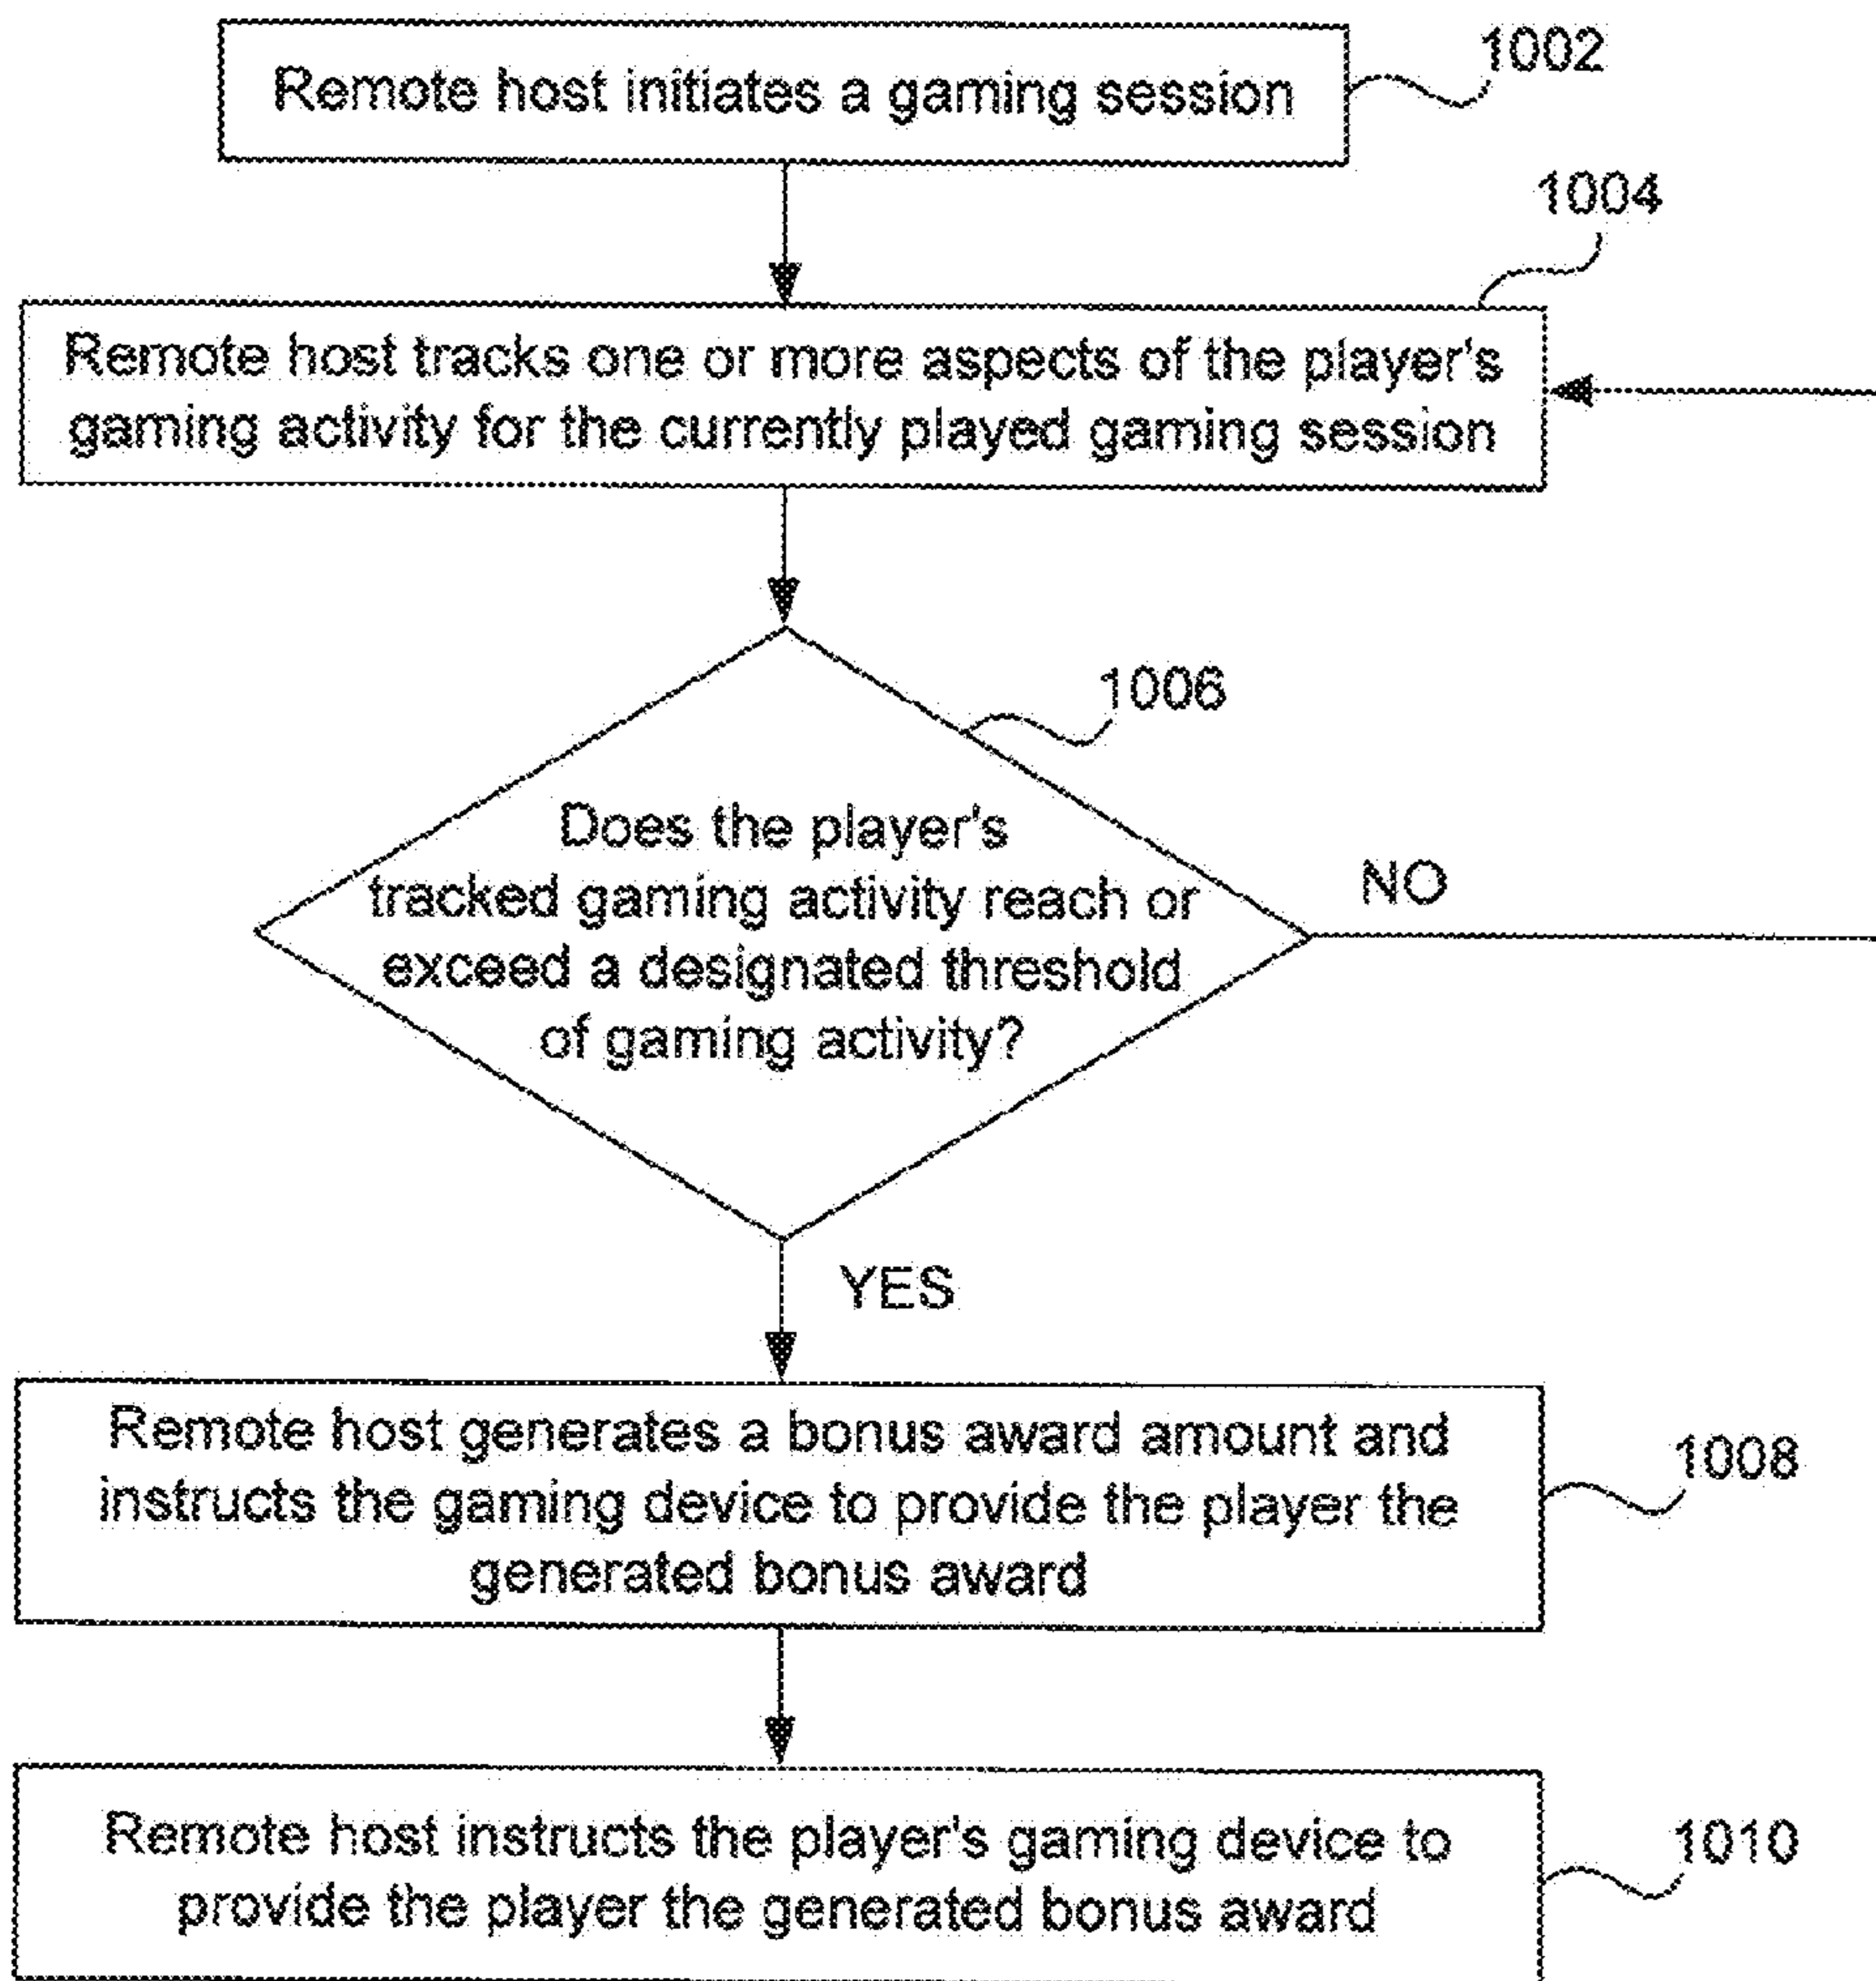 Remote host initiates a gaming session
1002
1004
Remote host tracks one or more aspects of the player's
gaming activity for the currently played gaming session
1006
Does the player's
tracked gaming activity reach or
exceed a designated threshold
of gaming activity?
NO
YES
Remote host generates a bonus award amount and
instructs the gaming device to provide the player the
generated bonus award
1008
Remote host instructs the player's gaming device to
provide the player the generated bonus award
1010